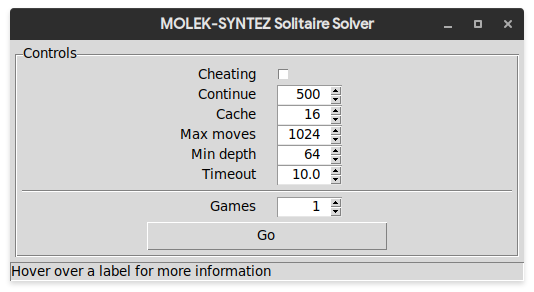 MOLEK-SYNTEZ Solitaire Solver
Controls
Cheating
Continue 500
Cache 16
Max moves 1024
Min depth 64
Timeout 10.0
Games 1
Go
Hover over a label for more information